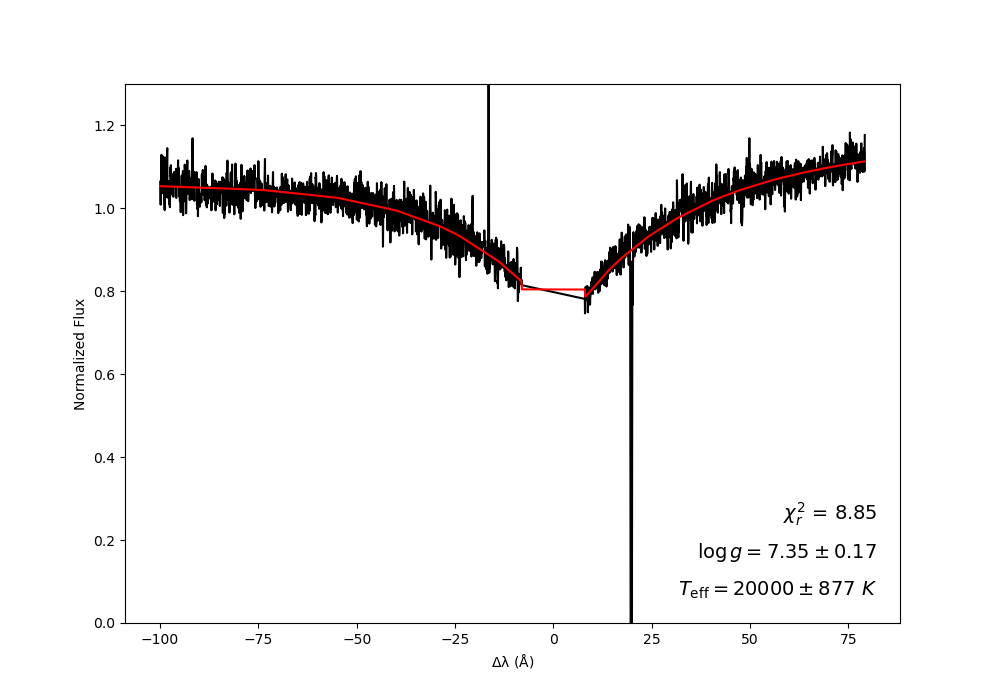 Normalized Flux
1.2
1.0
0.8
0.6
0.4
0.2
0.0
χ²ᵣ = 8.85
log g = 7.35 ± 0.17
T_eff = 20000 ± 877 K
−100 −75 −50 −25 0 25 50 75
Δλ (Å)